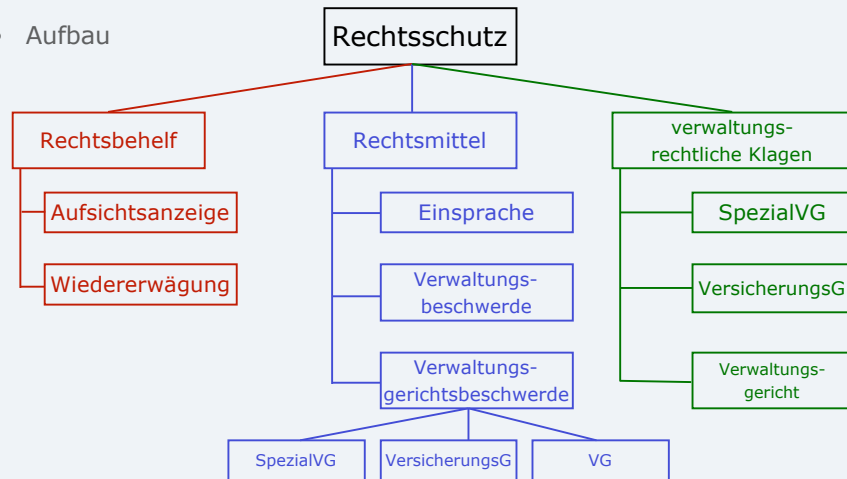 Aufbau
Rechtsschutz
Rechtsbehelf
Rechtsmittel
verwaltungs-
rechtliche Klagen
Aufsichtsanzeige
Einsprache
SpezialVG
Wiedererwägung
Verwaltungs-
beschwerde
VersicherungsG
Verwaltungs-
gerichtsbeschwerde
Verwaltungs-
gericht
SpezialVG
VersicherungsG
VG